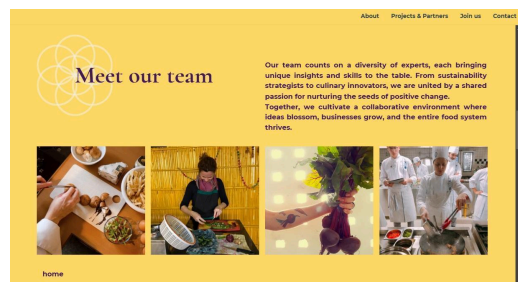 About Projects & Partners Join us Contact
Meet our team
Our team counts on a diversity of experts, each bringing
unique insights and skills to the table. From sustainability
strategists to culinary innovators, we are united by a shared
passion for nurturing the seeds of positive change.
Together, we cultivate a collaborative environment where
ideas blossom, businesses grow, and the entire food system
thrives.
home